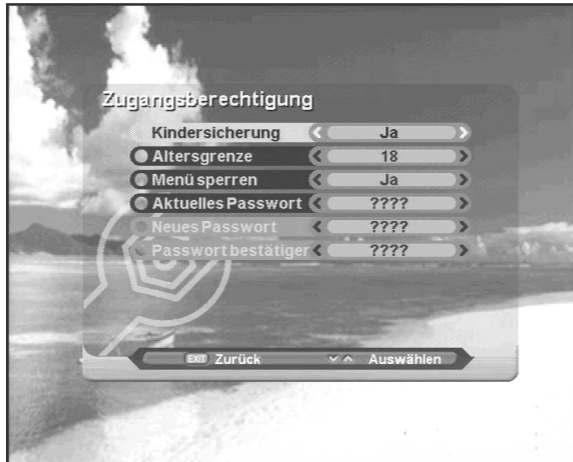 Zugangsberechtigung
Kindersicherung Ja
Altersgrenze 18
Menü sperren Ja
Aktuelles Passwort ????
Neues Passwort ????
Passwort bestätiger ????
EXIT Zurück Auswählen